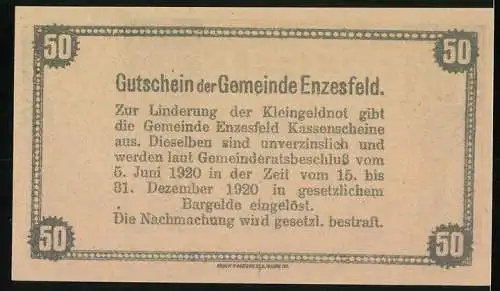 50 50
Gutschein der Gemeinde Enzesfeld.
Zur Linderung der Kleingeldnot gibt
die Gemeinde Enzesfeld Kassenscheine
aus. Dieselben sind unverzinslich und
werden laut Gemeinderatsbeschluß vom
5. Juni 1920 in der Zeit vom 15. bis
31. Dezember 1920 in gesetzlichem
Bargelde eingelöst.
Die Nachmachung wird gesetzl. bestraft.
50 50